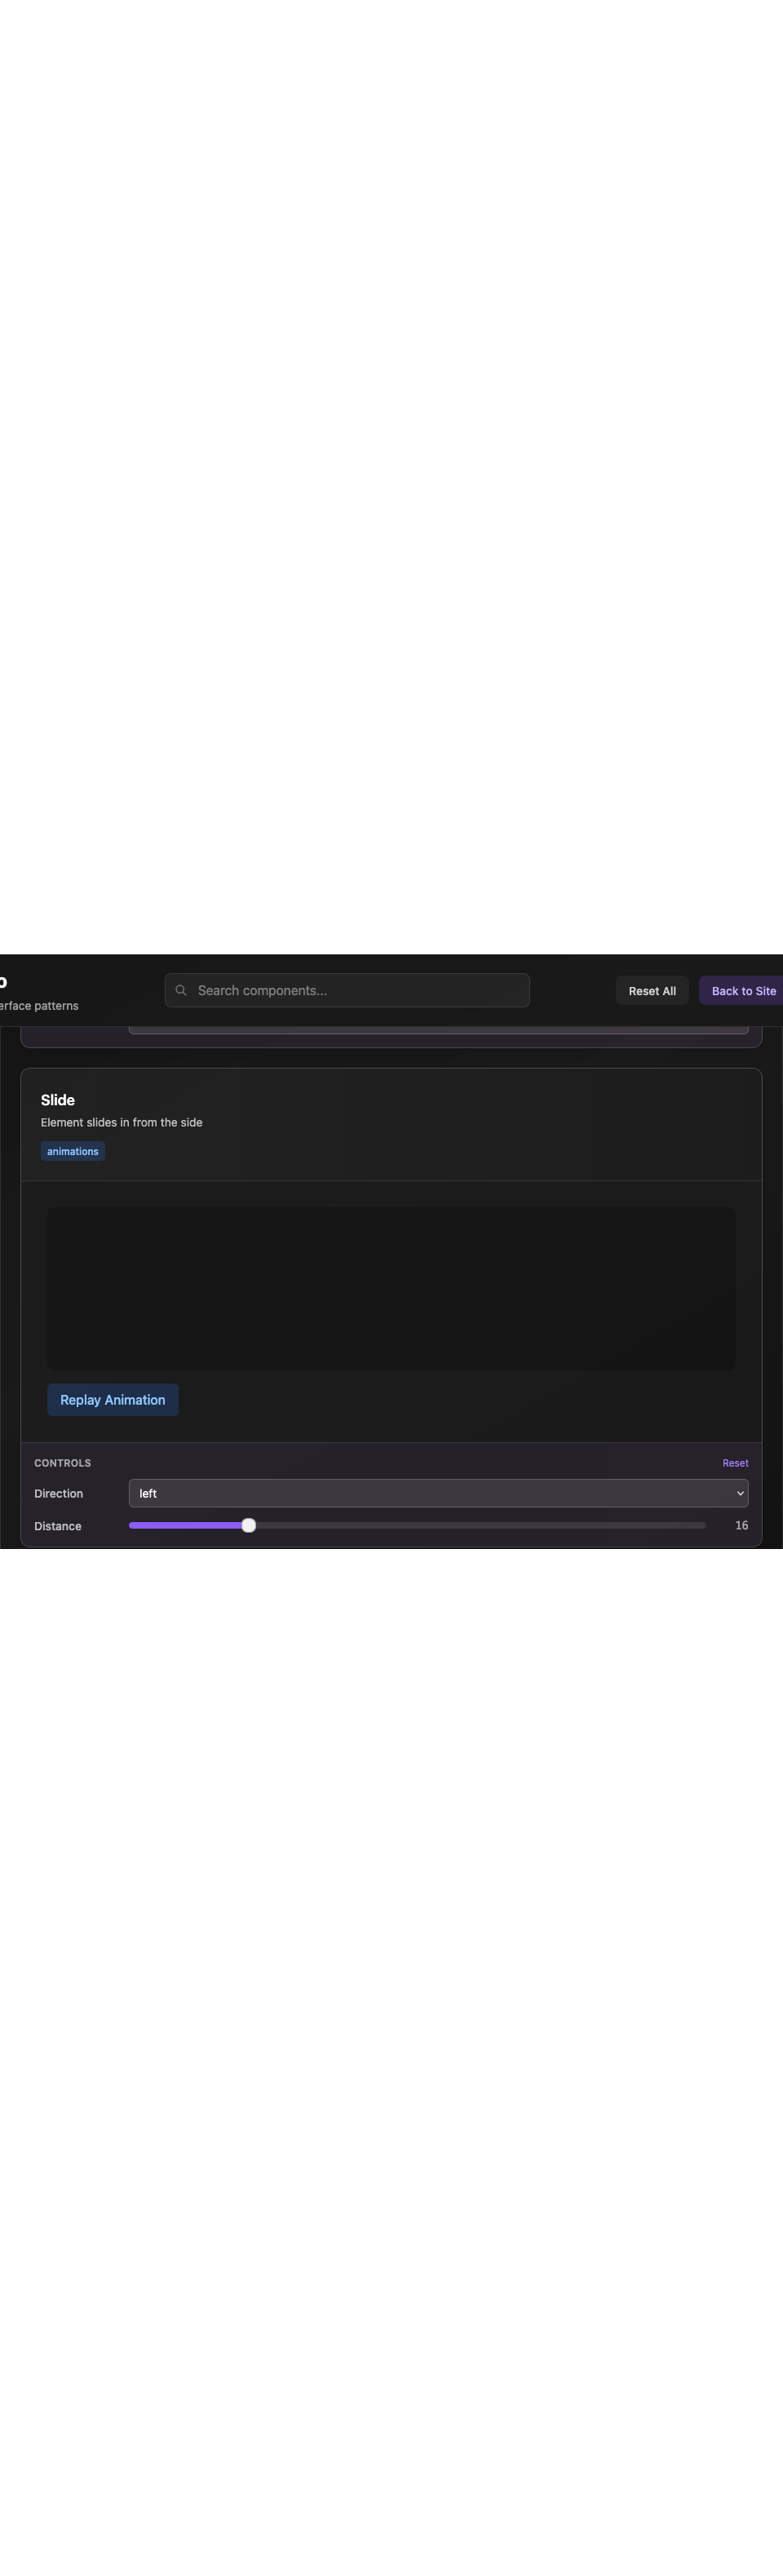 o
erface patterns
Search components...
Reset All
Back to Site
Slide
Element slides in from the side
animations
Replay Animation
CONTROLS
Reset
Direction
left
Distance
16